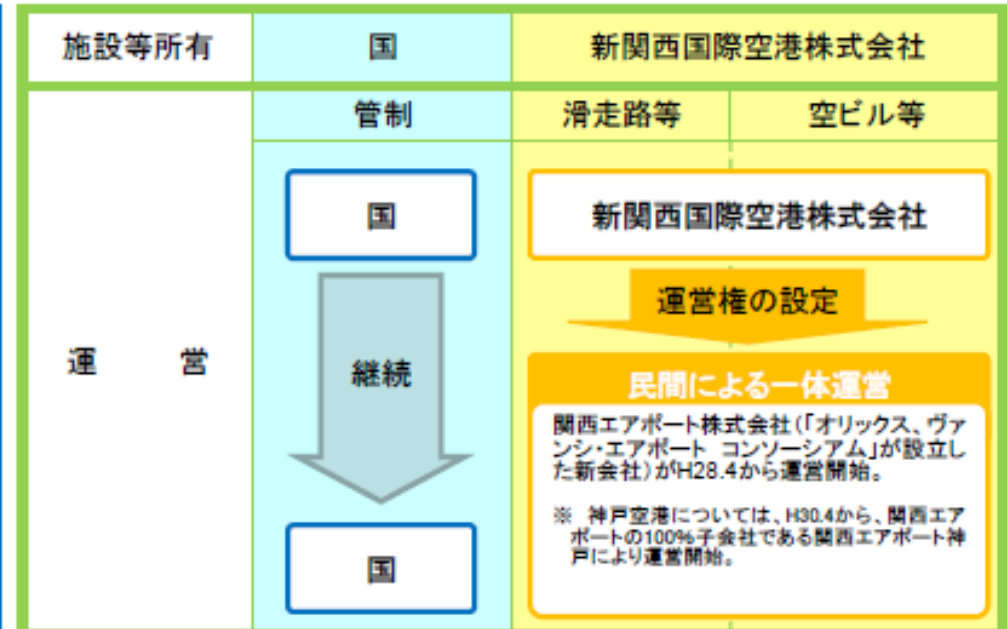 施設等所有
国
新関西国際空港株式会社
管制
滑走路等
空ビル等
国
新関西国際空港株式会社
運営権の設定
運　　営
継続
民間による一体運営
関西エアポート株式会社(「オリックス、ヴァ
ンシ・エアポート　コンソーシアム」が設立し
た新会社)がH28.4から運営開始。
※　神戸空港については、H30.4から、関西エア
ポートの100%子会社である関西エアポート神
戸により運営開始。
国